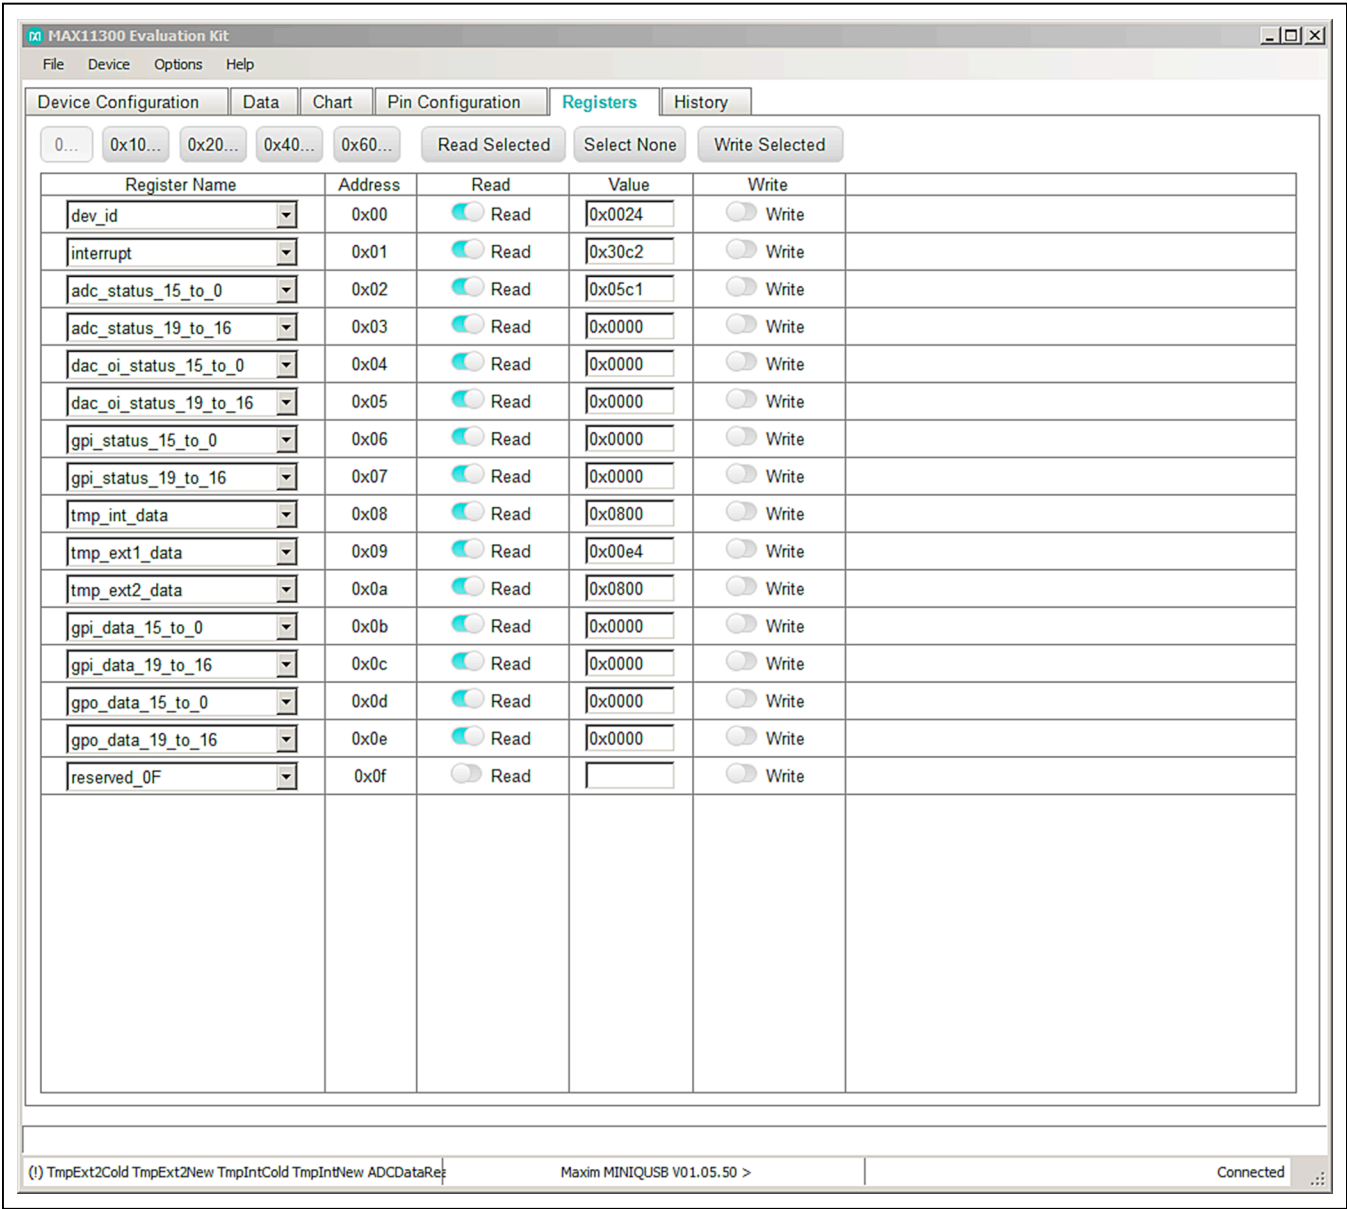 MAX11300 Evaluation Kit
File Device Options Help
Device Configuration Data Chart Pin Configuration Registers History
0... 0x10... 0x20... 0x40... 0x60... Read Selected Select None Write Selected
Register Name Address Read Value Write
dev_id 0x00 Read 0x0024 Write
interrupt 0x01 Read 0x30c2 Write
adc_status_15_to_0 0x02 Read 0x05c1 Write
adc_status_19_to_16 0x03 Read 0x0000 Write
dac_oi_status_15_to_0 0x04 Read 0x0000 Write
dac_oi_status_19_to_16 0x05 Read 0x0000 Write
gpi_status_15_to_0 0x06 Read 0x0000 Write
gpi_status_19_to_16 0x07 Read 0x0000 Write
tmp_int_data 0x08 Read 0x0800 Write
tmp_ext1_data 0x09 Read 0x00e4 Write
tmp_ext2_data 0x0a Read 0x0800 Write
gpi_data_15_to_0 0x0b Read 0x0000 Write
gpi_data_19_to_16 0x0c Read 0x0000 Write
gpo_data_15_to_0 0x0d Read 0x0000 Write
gpo_data_19_to_16 0x0e Read 0x0000 Write
reserved_0F 0x0f Read Write
(!) TmpExt2Cold TmpExt2New TmpIntCold TmpIntNew ADCDataRe Maxim MINIQUSB V01.05.50 > Connected